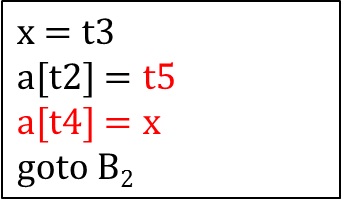 x = t3
a[t2] = t5
a[t4] = x
goto B₂